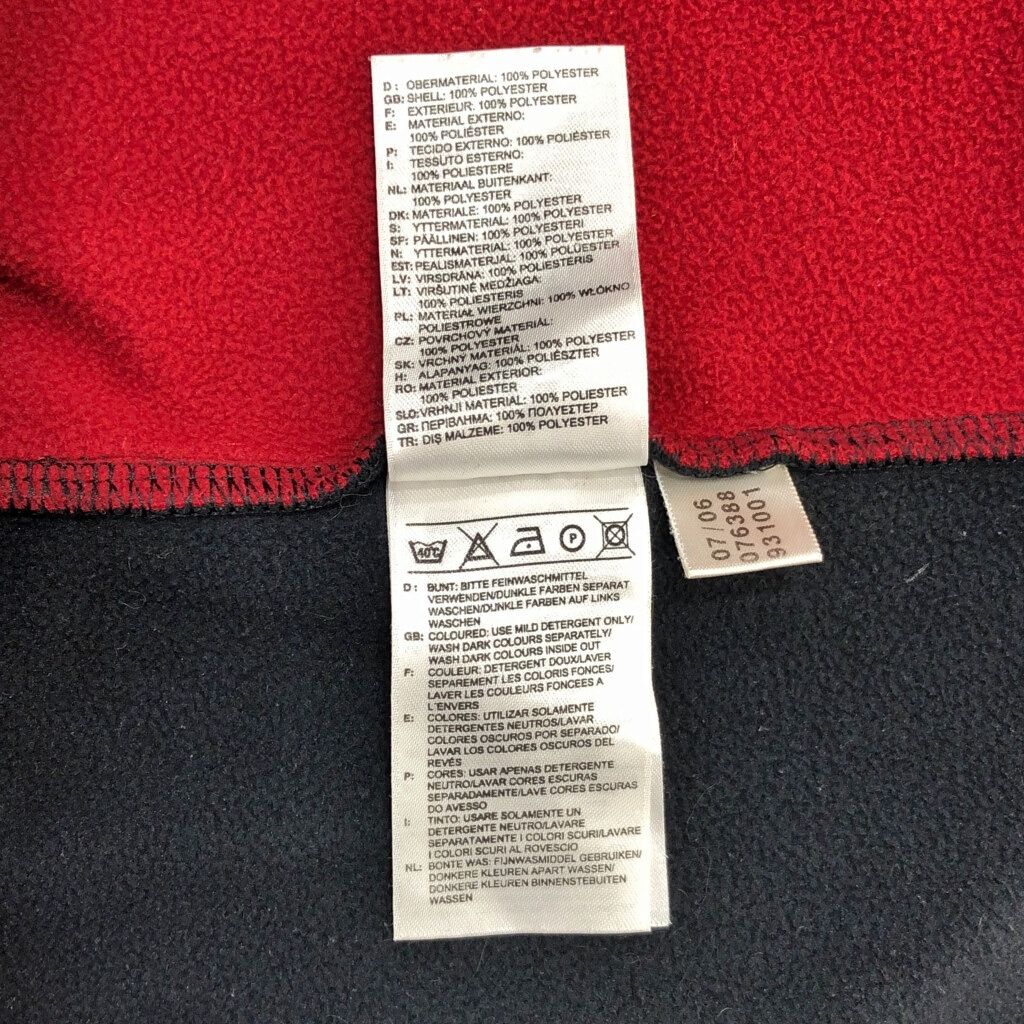 D: OBERMATERIAL: 100% POLYESTER
GB: SHELL: 100% POLYESTER
F: EXTERIEUR: 100% POLYESTER
E: MATERIAL EXTERNO:
100% POLIÉSTER
P: TECIDO EXTERNO: 100% POLIÉSTER
I: TESSUTO ESTERNO:
100% POLIESTERE
NL: MATERIAAL BUITENKANT:
100% POLYESTER
DK: MATERIALE: 100% POLYESTER
S: YTTERMATERIAL: 100% POLYESTER
SF: PÄÄLLINEN: 100% POLYESTERI
N: YTTERMATERIAL: 100% POLYESTER
EST: PEALISMATERJAL: 100% POLÜESTER
LV: VIRSDRĀNA: 100% POLIESTERIS
LT: VIRŠUTINĖ MEDŽIAGA:
100% POLIESTERIS
PL: MATERIAŁ WIERZCHNI: 100% WŁÓKNO
POLIESTROWE
CZ: POVRCHOVÝ MATERIÁL:
100% POLYESTER
SK: VRCHNÝ MATERIÁL: 100% POLYESTER
H: ALAPANYAG: 100% POLIÉSZTER
RO: MATERIAL EXTERIOR:
100% POLIESTER
SLO: VRHNJI MATERIAL: 100% POLIESTER
GR: ΠΕΡΙΒΛΗΜΑ: 100% ΠΟΛΥΕΣΤΕΡ
TR: DIŞ MALZEME: 100% POLYESTER
07/06
076388
931001
40°C
P
D: BUNT: BITTE FEINWASCHMITTEL
VERWENDEN/DUNKLE FARBEN SEPARAT
WASCHEN/DUNKLE FARBEN AUF LINKS
WASCHEN
GB: COLOURED: USE MILD DETERGENT ONLY/
WASH DARK COLOURS SEPARATELY/
WASH DARK COLOURS INSIDE OUT
F: COULEUR: DETERGENT DOUX/LAVER
SEPAREMENT LES COLORIS FONCES/
LAVER LES COULEURS FONCEES A
L'ENVERS
E: COLORES: UTILIZAR SOLAMENTE
DETERGENTES NEUTROS/LAVAR
COLORES OSCUROS POR SEPARADO/
LAVAR LOS COLORES OSCUROS DEL
REVÉS
P: CORES: USAR APENAS DETERGENTE
NEUTRO/LAVAR CORES ESCURAS
SEPARADAMENTE/LAVE CORES ESCURAS
DO AVESSO
I: TINTO: USARE SOLAMENTE UN
DETERGENTE NEUTRO/LAVARE
SEPARATAMENTE I COLORI SCURI/LAVARE
I COLORI SCURI AL ROVESCIO
NL: BONTE WAS: FIJNWASMIDDEL GEBRUIKEN/
DONKERE KLEUREN APART WASSEN/
DONKERE KLEUREN BINNENSTEBUITEN
WASSEN